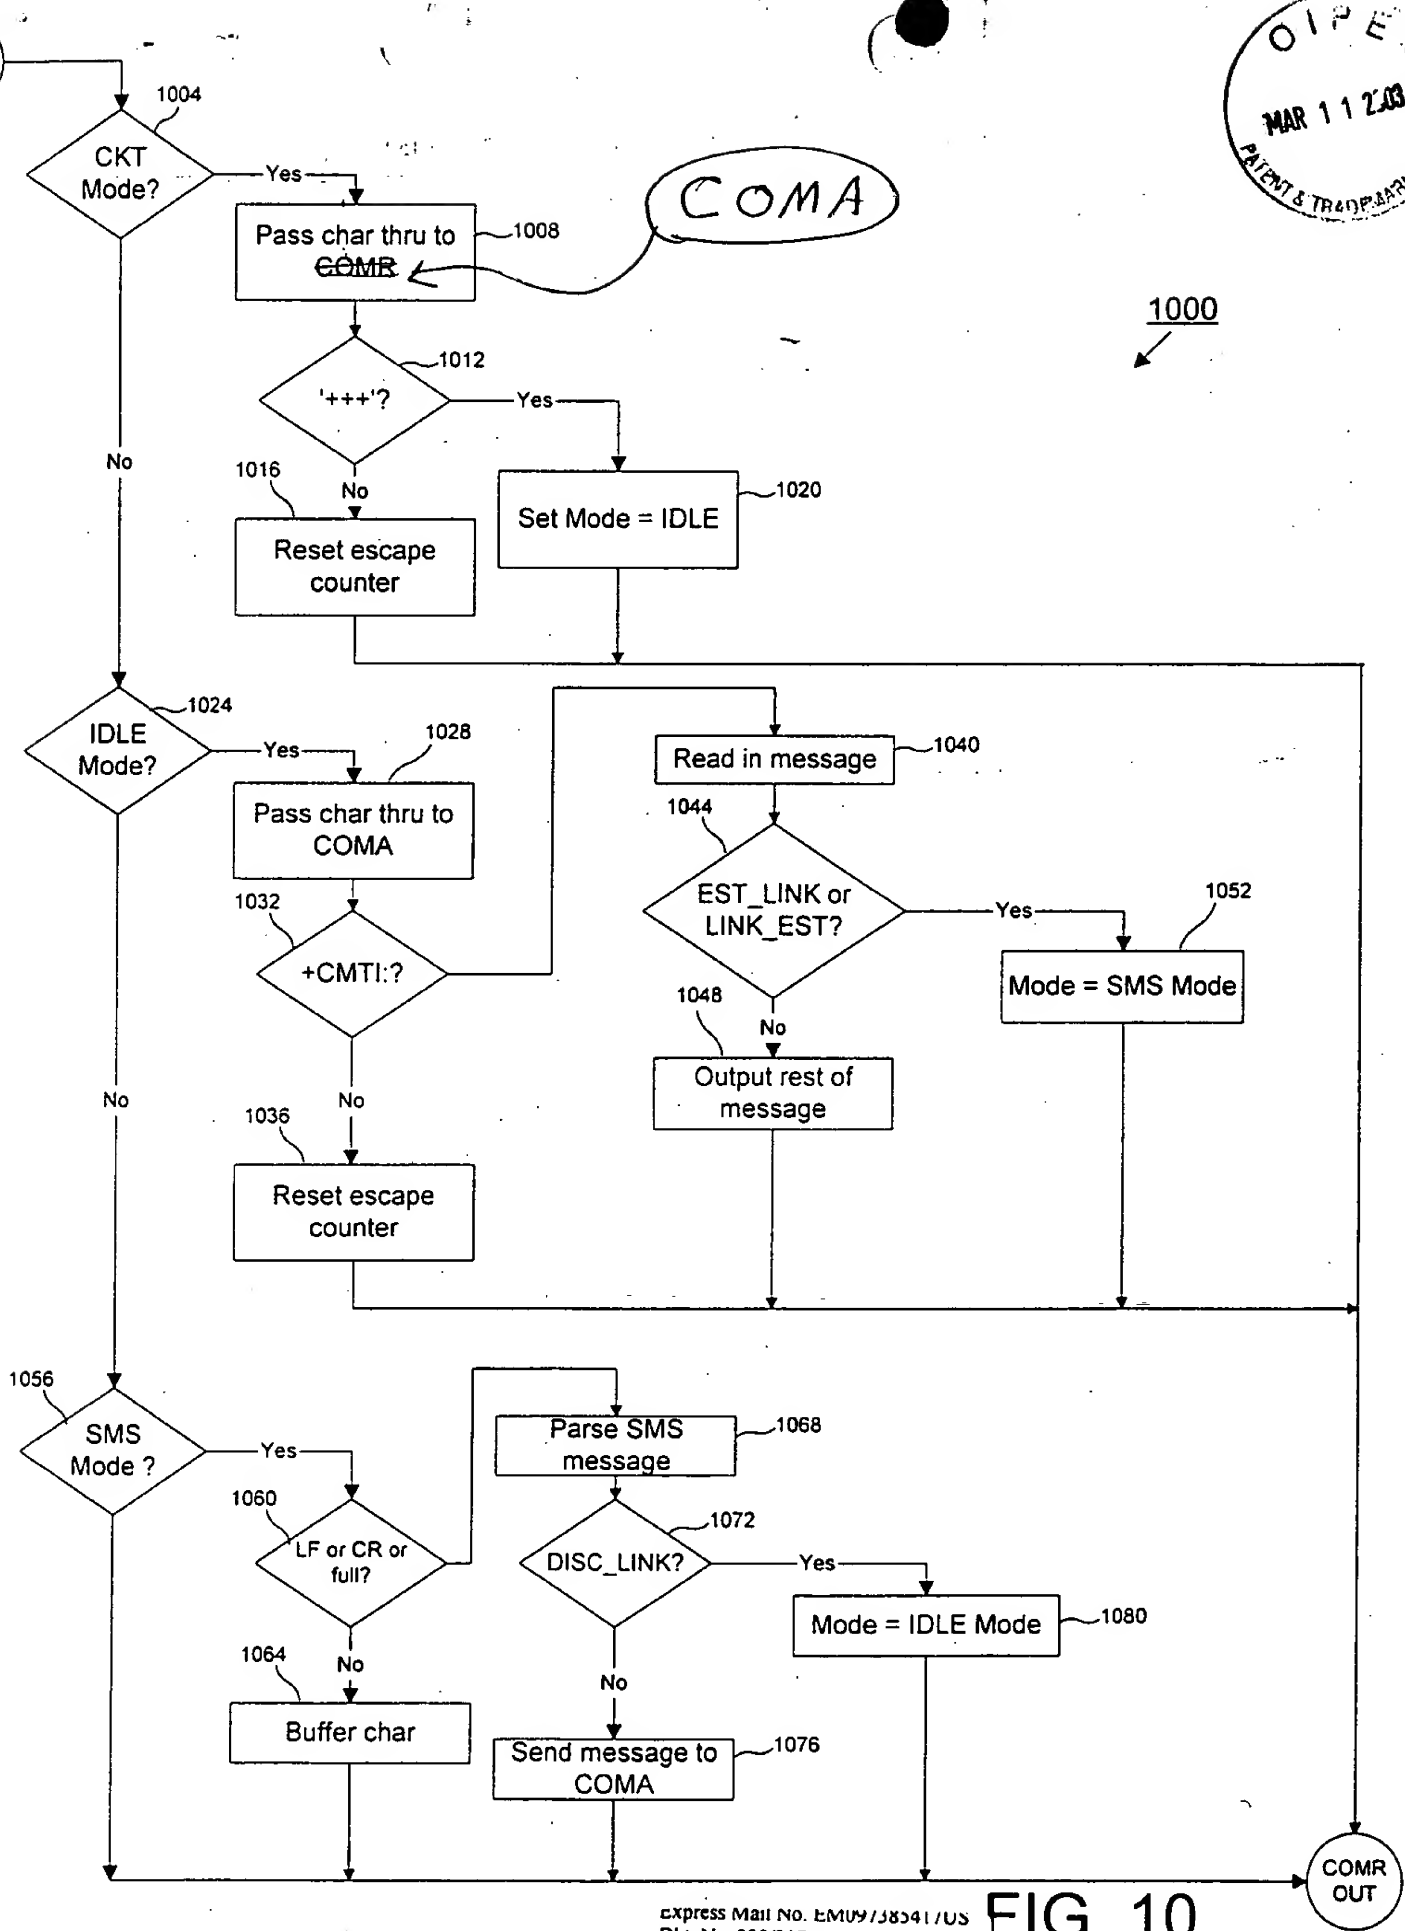 OIPE
MAR 11 2003
PATENT & TRADEMARK
1004
CKT
Mode?
Yes
COMA
Pass char thru to
COMR
1008
1000
1012
'+++'?
Yes
No
No
1016
1020
Set Mode = IDLE
Reset escape
counter
1024
IDLE
Mode?
Yes
1028
Pass char thru to
COMA
1040
Read in message
1044
EST_LINK or
LINK_EST?
Yes
1052
Mode = SMS Mode
1032
+CMTI:?
1048
No
Output rest of
message
No
No
1036
Reset escape
counter
1056
SMS
Mode ?
Yes
1068
Parse SMS
message
1060
LF or CR or
full?
1072
DISC_LINK?
Yes
1080
Mode = IDLE Mode
No
1064
Buffer char
No
1076
Send message to
COMA
COMR
OUT
Express Mail No. EM097385417US
FIG. 10